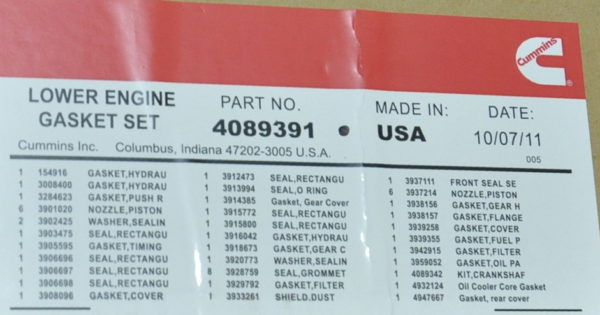 Cummins
LOWER ENGINE
GASKET SET
PART NO.
4089391
MADE IN:
USA
DATE:
10/07/11
Cummins Inc. Columbus, Indiana 47202-3005 U.S.A.
005
1 154916 GASKET,HYDRAU
1 3008400 GASKET,HYDRAU
1 3284623 GASKET,PUSH R
6 3901020 NOZZLE,PISTON
2 3902425 WASHER,SEALIN
1 3903475 SEAL,RECTANGU
1 3905595 GASKET,TIMING
1 3906696 SEAL,RECTANGU
1 3906697 SEAL,RECTANGU
1 3906698 SEAL,RECTANGU
1 3908096 GASKET,COVER
1 3912473 SEAL,RECTANGU
1 3913994 SEAL,O RING
1 3914385 Gasket, Gear Cover
1 3915772 SEAL,RECTANGU
1 3915800 SEAL,RECTANGU
1 3916042 GASKET,HYDRAU
1 3918673 GASKET,GEAR C
1 3920773 WASHER,SEALIN
8 3928759 SEAL,GROMMET
1 3929792 GASKET,FILTER
1 3933261 SHIELD,DUST
1 3937111 FRONT SEAL SE
6 3937214 NOZZLE,PISTON
1 3938156 GASKET,GEAR H
1 3938157 GASKET,FLANGE
1 3939258 GASKET,COVER
1 3939355 GASKET,FUEL P
1 3942915 GASKET,FILTER
1 3959052 GASKET,OIL PA
1 4089342 KIT,CRANKSHAF
1 4932124 Oil Cooler Core Gasket
1 4947667 Gasket, rear cover